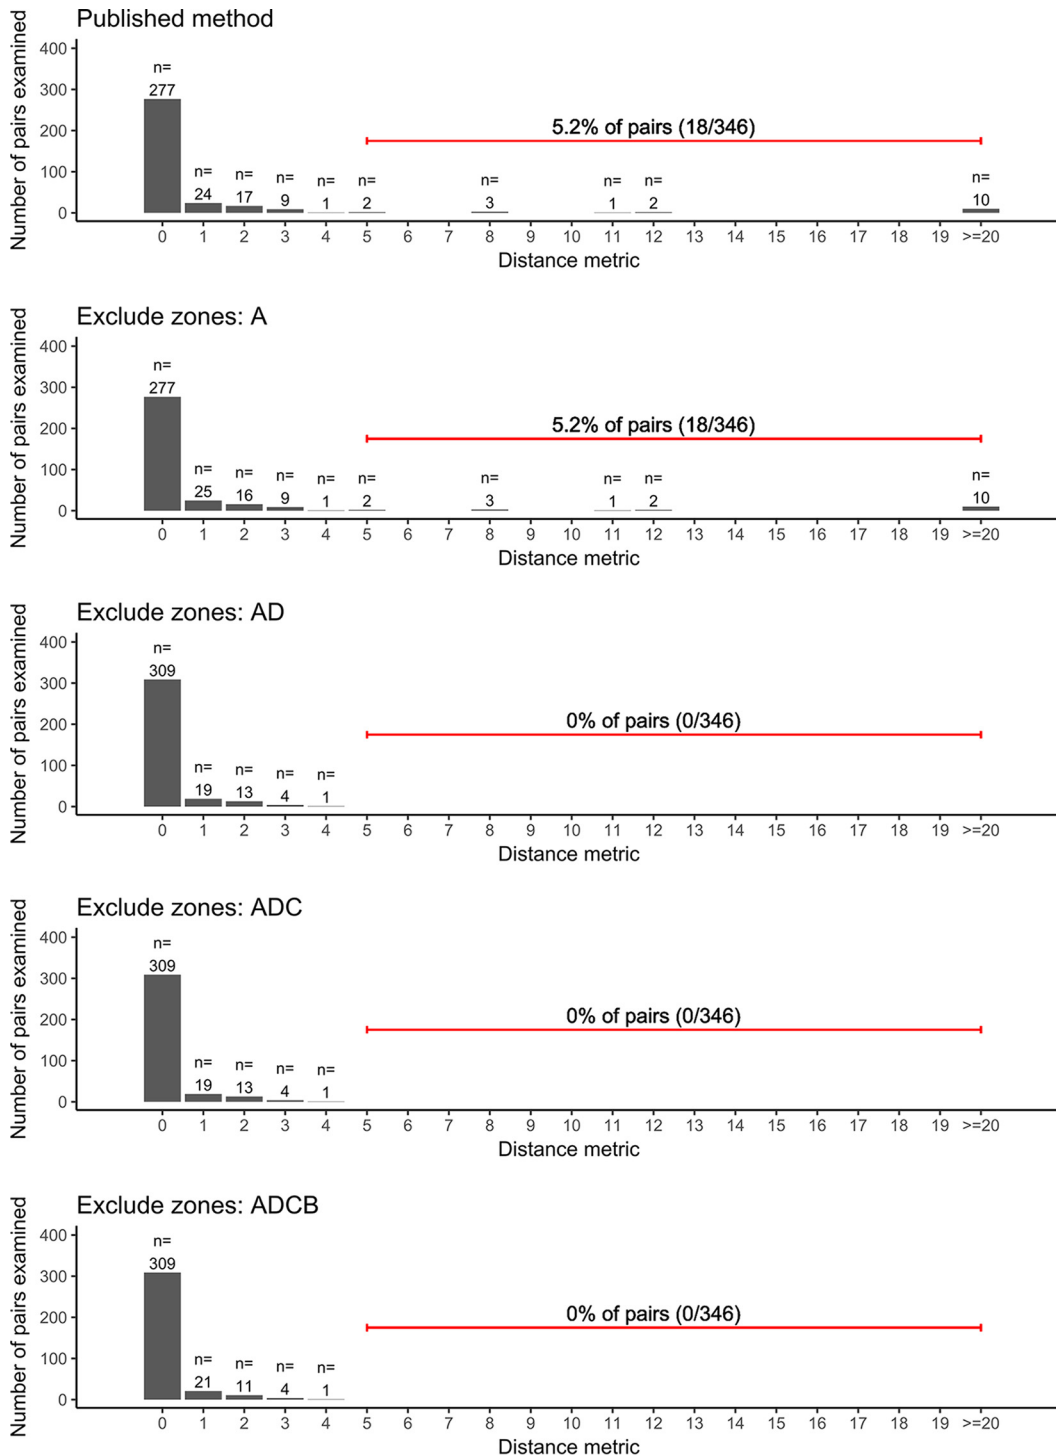 Published method
Number of pairs examined
400
300
200
100
0
n= n= n= n= n= n= n= n= n= n=
277 24 17 9 1 2 3 1 2 10
5.2% of pairs (18/346)
0 1 2 3 4 5 6 7 8 9 10 11 12 13 14 15 16 17 18 19 >=20
Distance metric
Exclude zones: A
Number of pairs examined
400
300
200
100
0
n= n= n= n= n= n= n= n= n= n=
277 25 16 9 1 2 3 1 2 10
5.2% of pairs (18/346)
0 1 2 3 4 5 6 7 8 9 10 11 12 13 14 15 16 17 18 19 >=20
Distance metric
Exclude zones: AD
Number of pairs examined
400
300
200
100
0
n= n= n= n= n=
309 19 13 4 1
0% of pairs (0/346)
0 1 2 3 4 5 6 7 8 9 10 11 12 13 14 15 16 17 18 19 >=20
Distance metric
Exclude zones: ADC
Number of pairs examined
400
300
200
100
0
n= n= n= n= n=
309 19 13 4 1
0% of pairs (0/346)
0 1 2 3 4 5 6 7 8 9 10 11 12 13 14 15 16 17 18 19 >=20
Distance metric
Exclude zones: ADCB
Number of pairs examined
400
300
200
100
0
n= n= n= n= n=
309 21 11 4 1
0% of pairs (0/346)
0 1 2 3 4 5 6 7 8 9 10 11 12 13 14 15 16 17 18 19 >=20
Distance metric